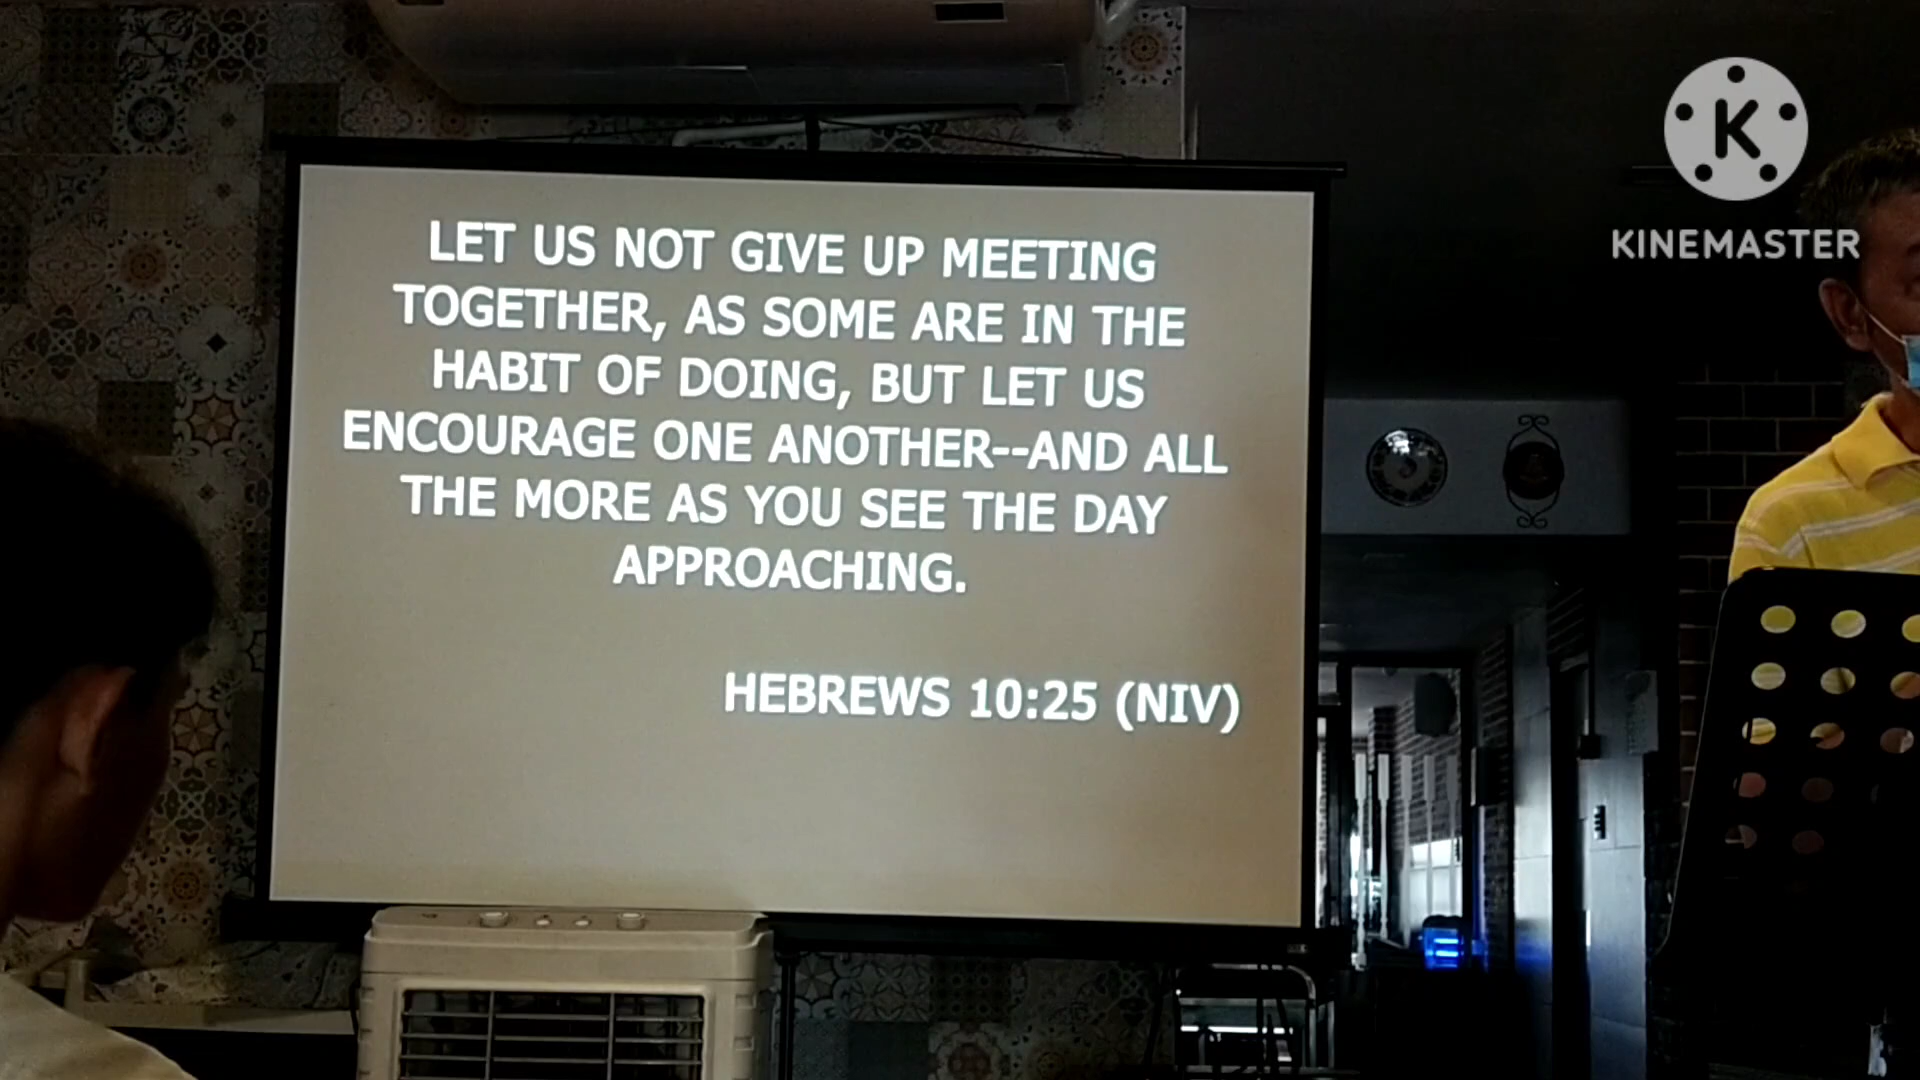 LET US NOT GIVE UP MEETING
TOGETHER, AS SOME ARE IN THE
HABIT OF DOING, BUT LET US
ENCOURAGE ONE ANOTHER--AND ALL
THE MORE AS YOU SEE THE DAY
APPROACHING.
HEBREWS 10:25 (NIV)
K
KINEMASTER